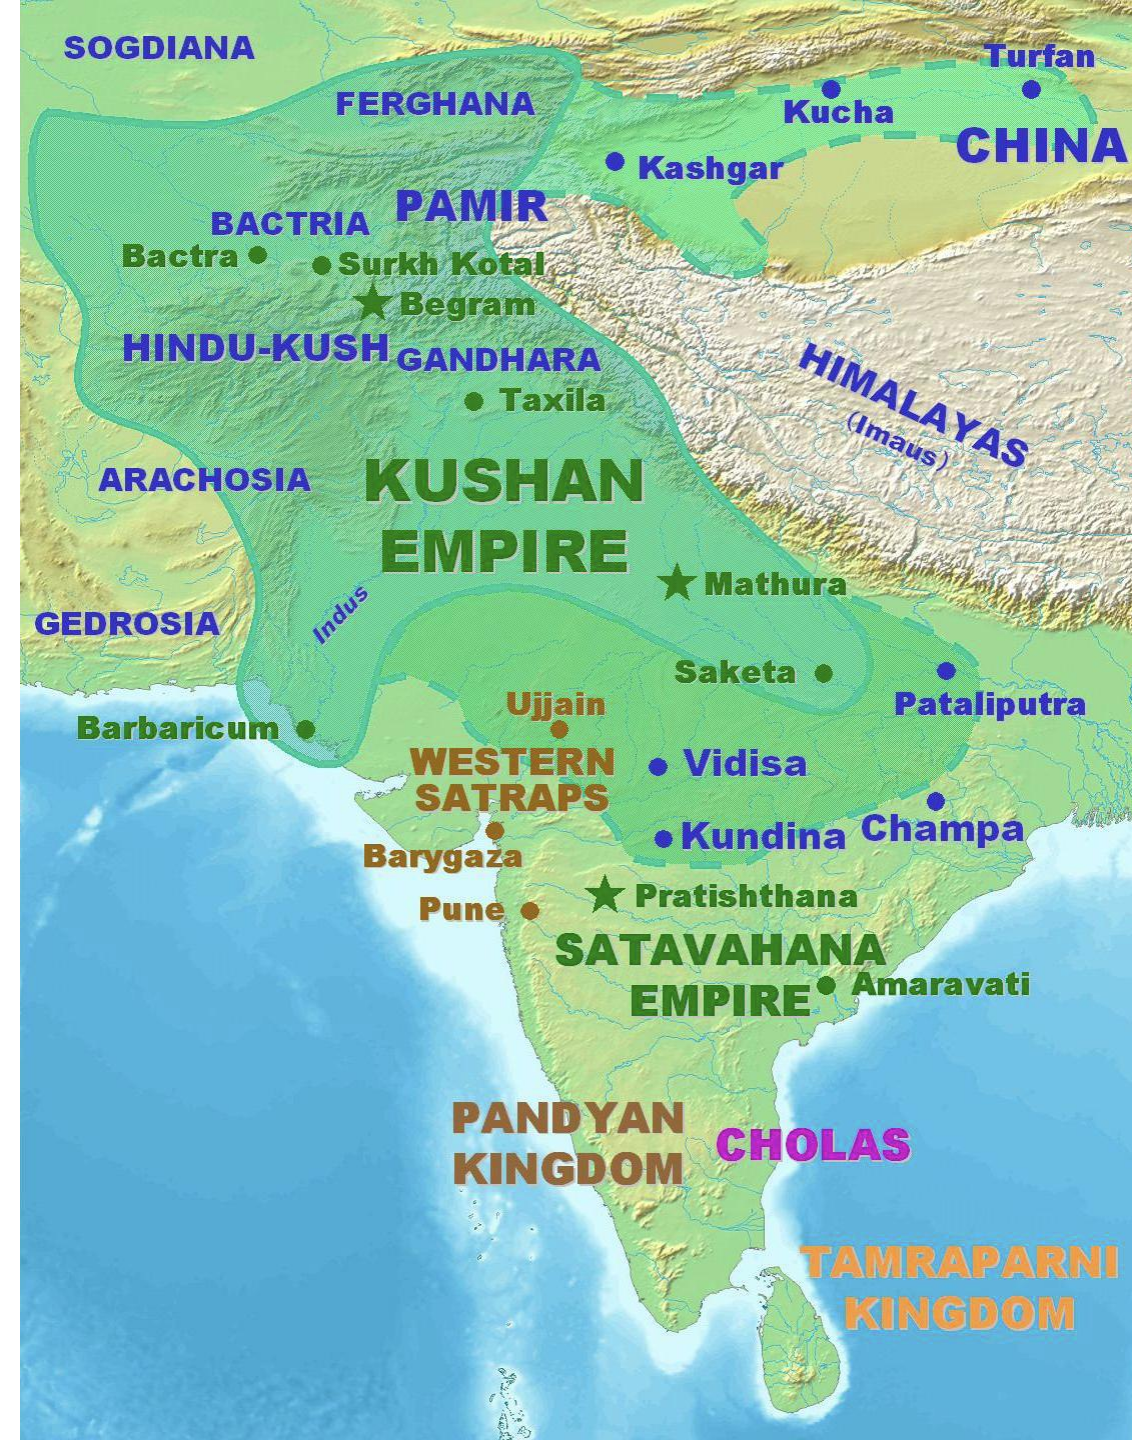 SOGDIANA
Turfan
FERGHANA
Kucha
CHINA
Kashgar
PAMIR
BACTRIA
Bactra
Surkh Kotal
Begram
HINDU-KUSH
GANDHARA
HIMALAYAS
(Imaus)
Taxila
ARACHOSIA
KUSHAN
EMPIRE
Mathura
Indus
GEDROSIA
Saketa
Pataliputra
Ujjain
Barbaricum
WESTERN
SATRAPS
Vidisa
Kundina
Champa
Barygaza
Pratishthana
Pune
SATAVAHANA
EMPIRE
Amaravati
PANDYAN
KINGDOM
CHOLAS
TAMRAPARNI
KINGDOM